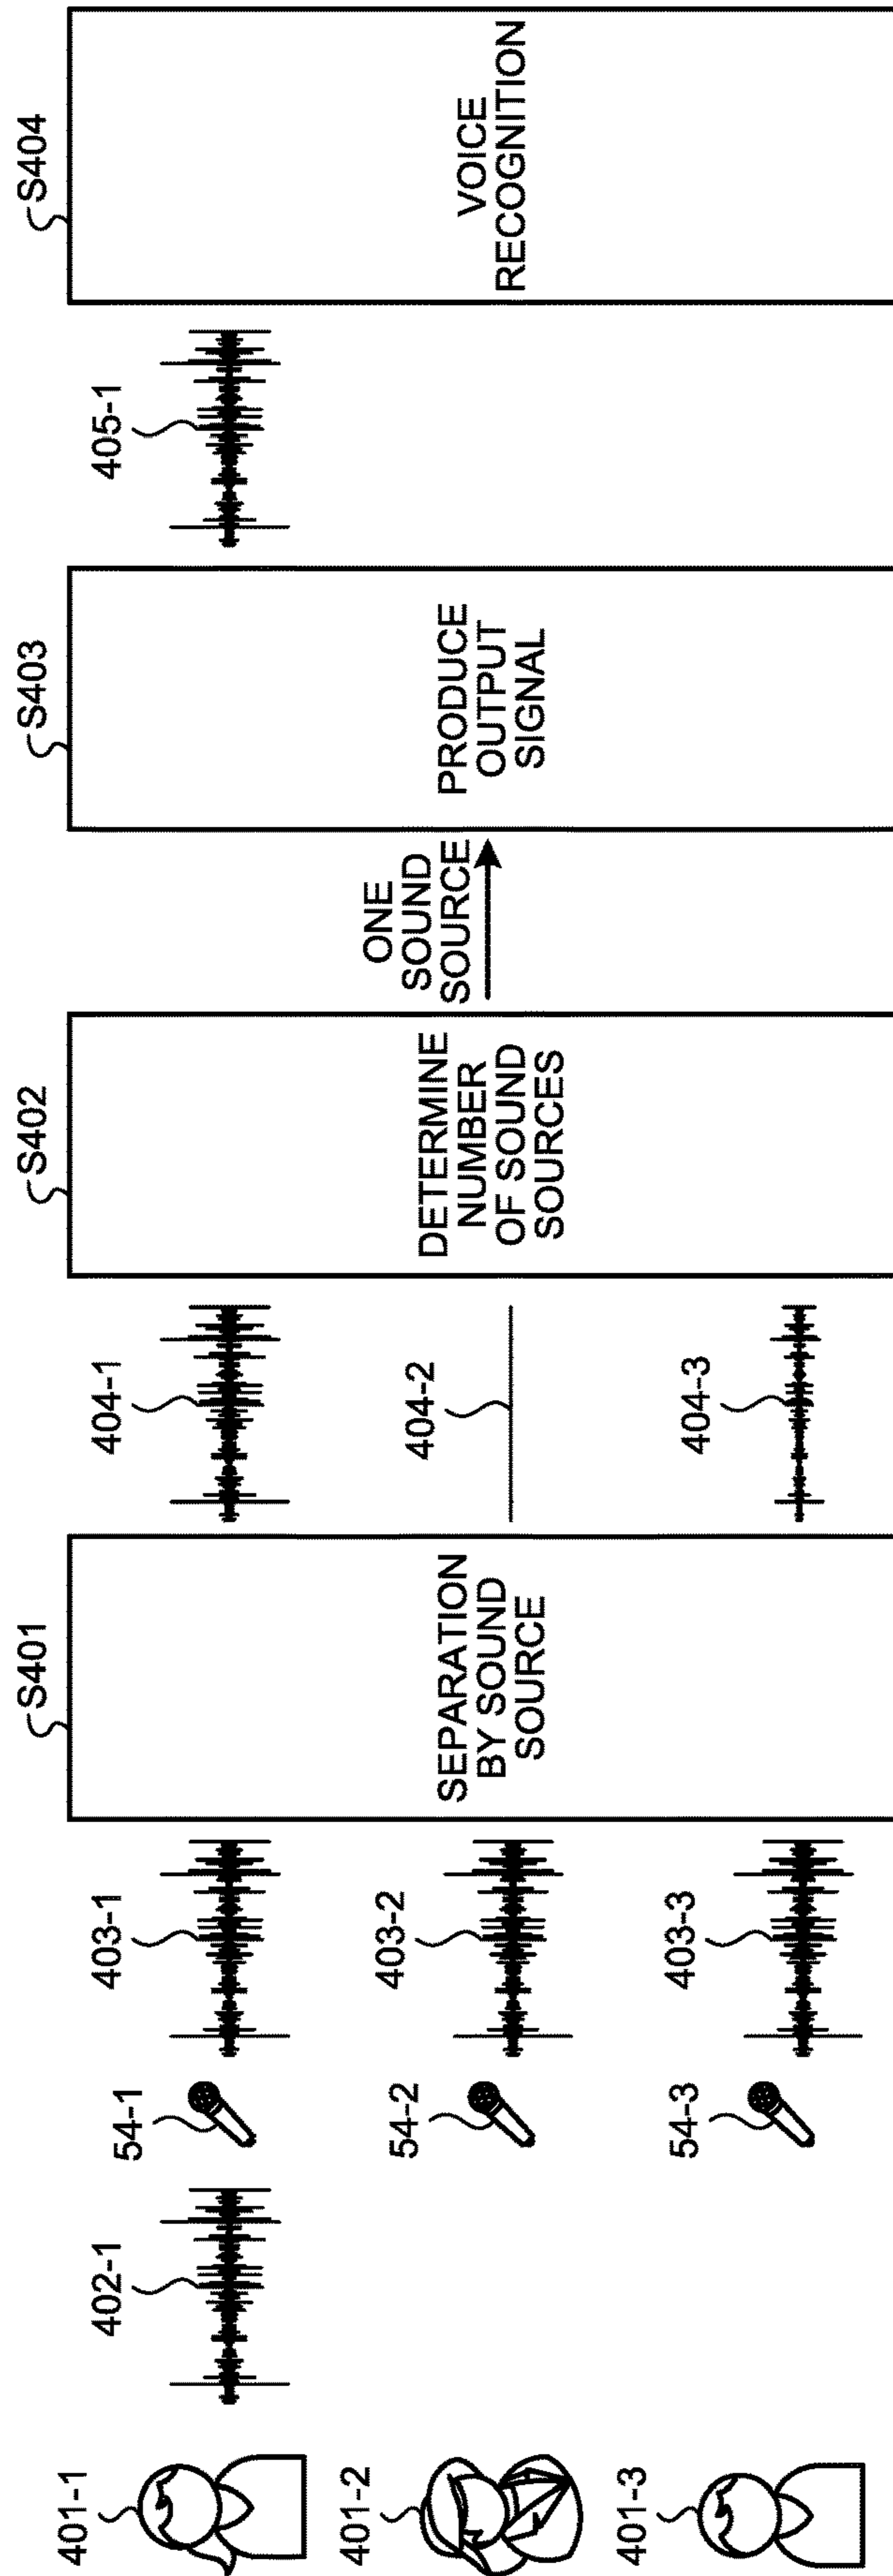 401-1
402-1
54-1
403-1
S401
SEPARATION
BY SOUND
SOURCE
404-1
S402
DETERMINE
NUMBER
OF SOUND
SOURCES
ONE
SOUND
SOURCE
S403
PRODUCE
OUTPUT
SIGNAL
405-1
S404
VOICE
RECOGNITION
401-2
54-2
403-2
404-2
401-3
54-3
403-3
404-3